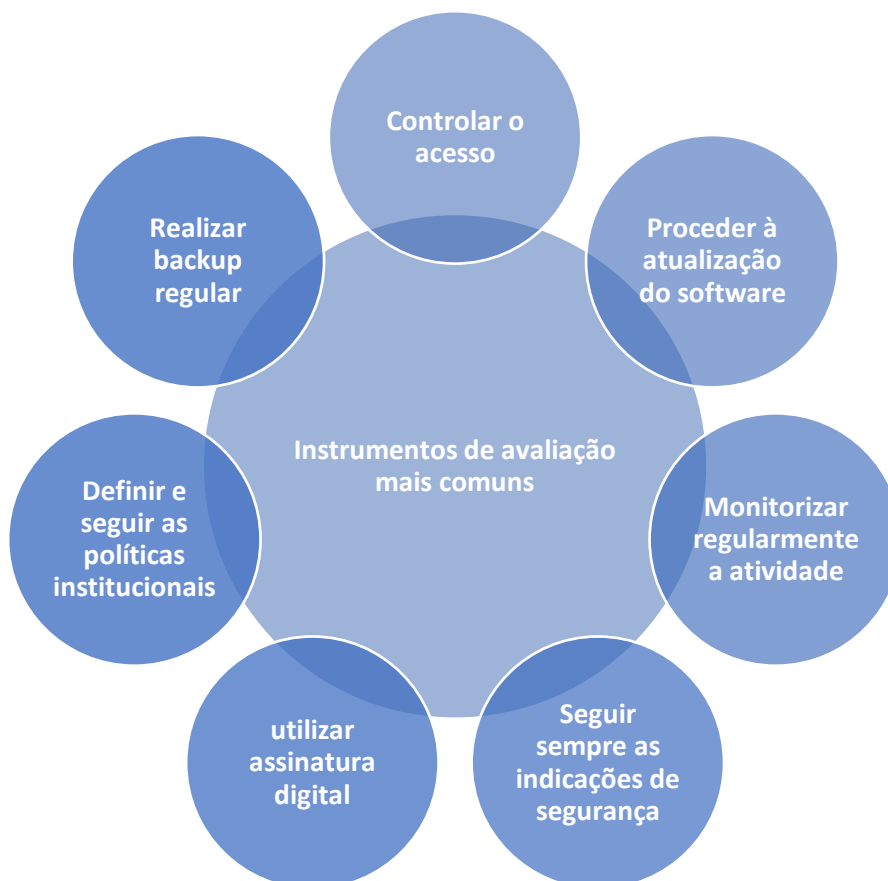 Controlar o
acesso
Proceder à
atualização
do software
Monitorizar
regularmente
a atividade
Seguir
sempre as
indicações de
segurança
utilizar
assinatura
digital
Definir e
seguir as
políticas
institucionais
Realizar
backup
regular
Instrumentos de avaliação
mais comuns